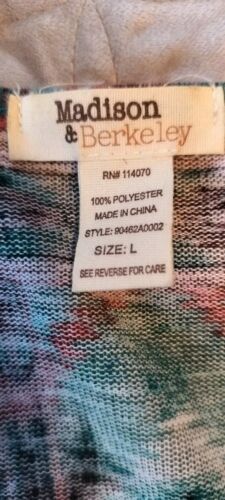 Madison
& Berkeley
RN# 114070
100% POLYESTER
MADE IN CHINA
STYLE: 90462A0002
SIZE: L
SEE REVERSE FOR CARE